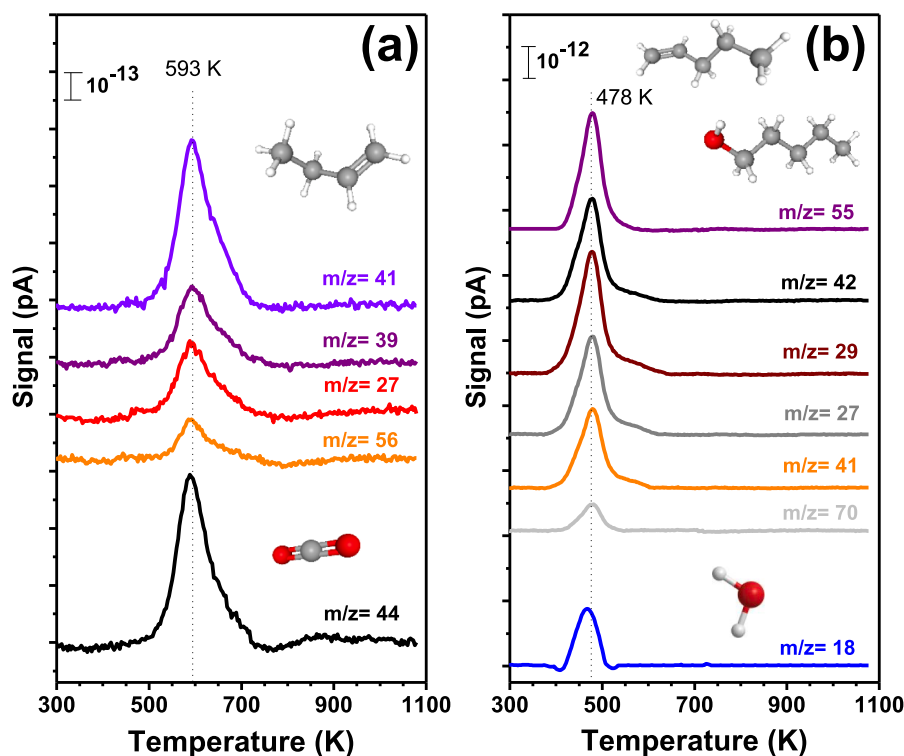 (a)
10-13
593 K
m/z= 41
m/z= 39
m/z= 27
m/z= 56
m/z= 44
Signal (pA)
300 500 700 900 1100
Temperature (K)
(b)
10-12
478 K
m/z= 55
m/z= 42
m/z= 29
m/z= 27
m/z= 41
m/z= 70
m/z= 18
Signal (pA)
300 500 700 900 1100
Temperature (K)